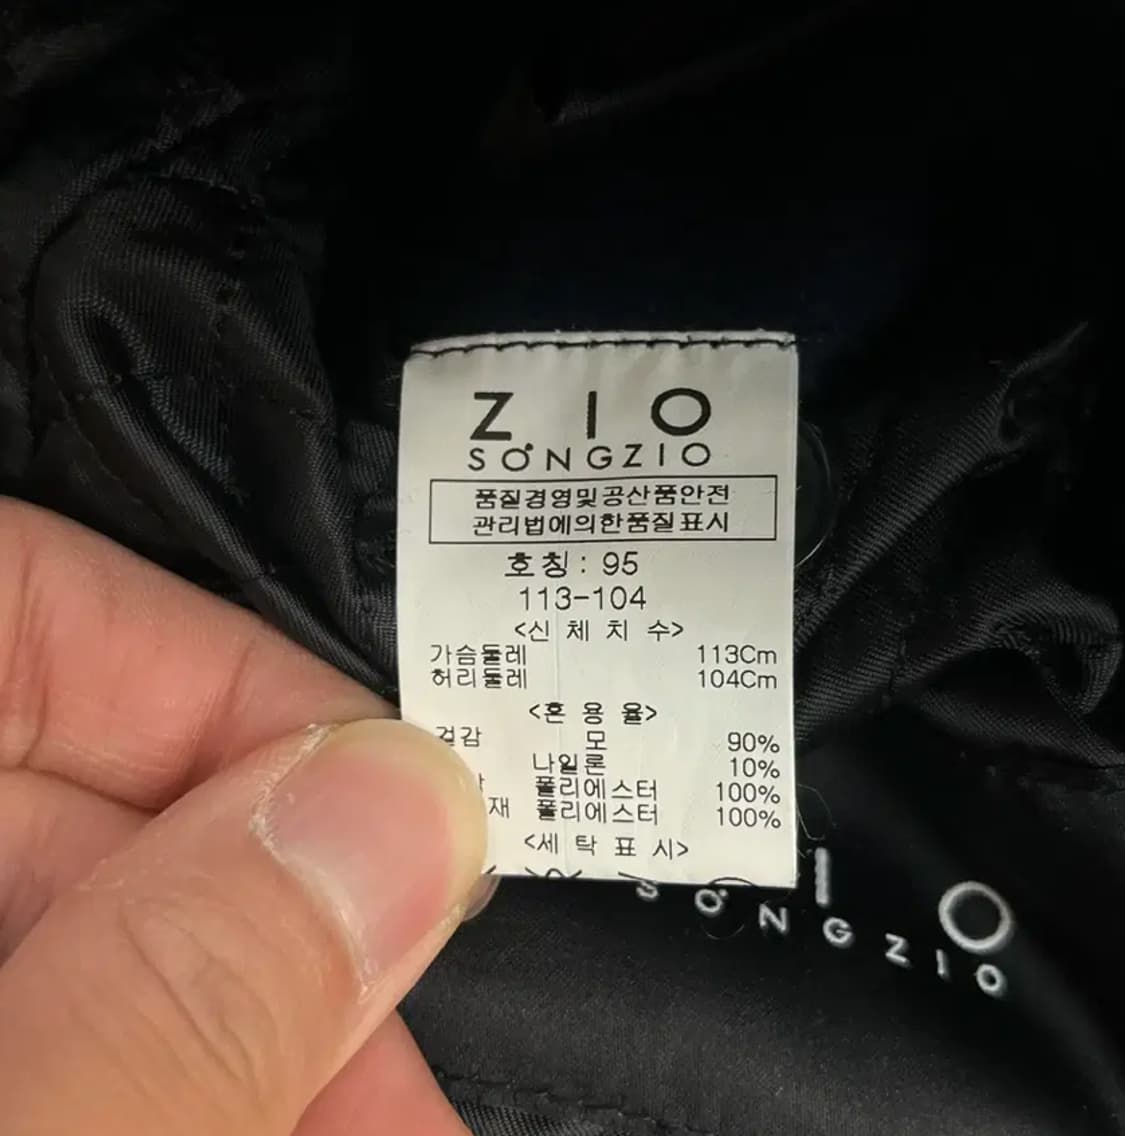 ZIO
SONGZIO
품질경영및공산품안전
관리법에의한품질표시
호칭: 95
113-104
<신 체 치 수>
가슴둘레 113Cm
허리둘레 104Cm
<혼 용 율>
겉감 모 90%
나일론 10%
폴리에스터 100%
재 폴리에스터 100%
<세 탁 표 시>
I O
SONGZIO